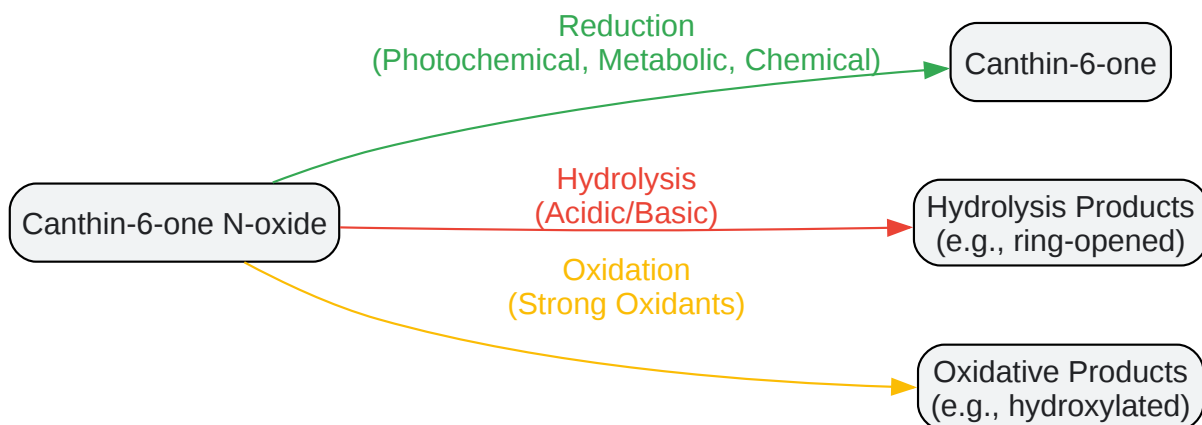 Reduction
(Photochemical, Metabolic, Chemical)
Canthin-6-one
Canthin-6-one N-oxide
Hydrolysis
(Acidic/Basic)
Hydrolysis Products
(e.g., ring-opened)
Oxidation
(Strong Oxidants)
Oxidative Products
(e.g., hydroxylated)